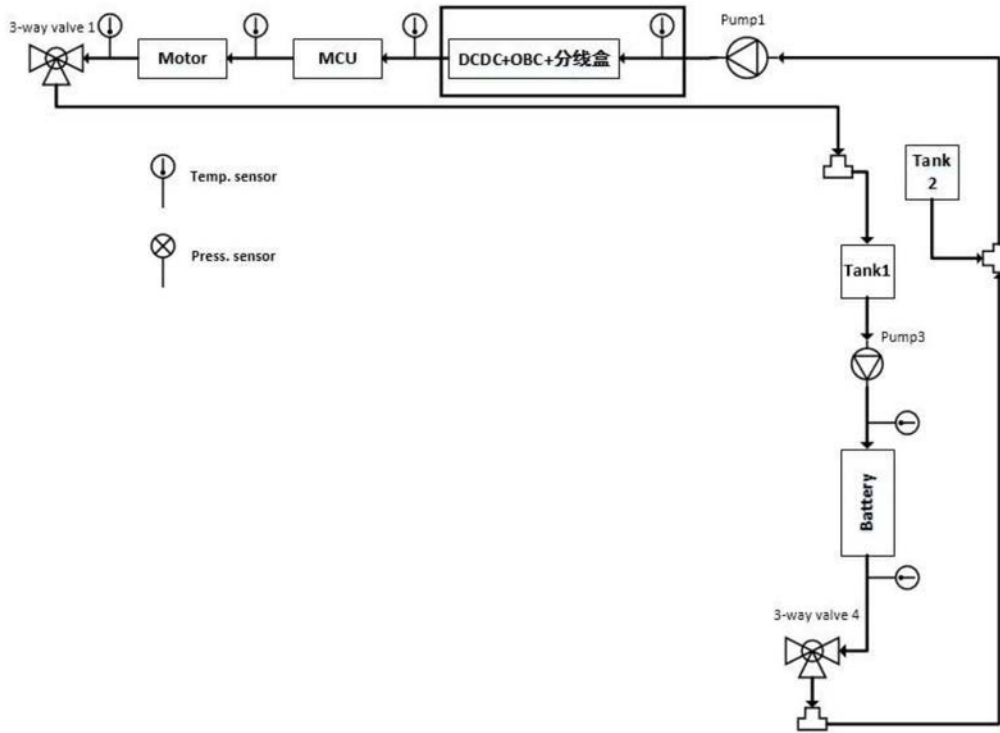 Pump1
3-way valve 1
Motor
MCU
DCDC+OBC+分线盒
Tank
2
Temp. sensor
Press. sensor
Tank1
Pump3
Battery
3-way valve 4